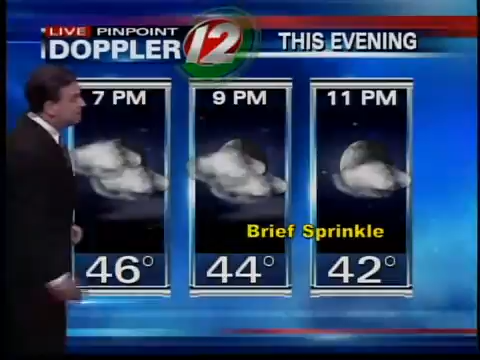 LIVE PINPOINT
DOPPLER 12
THIS EVENING
7 PM 9 PM 11 PM
Brief Sprinkle
46° 44° 42°